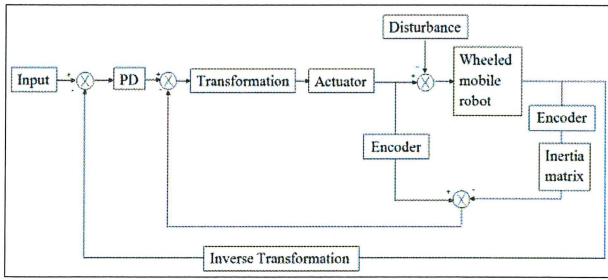 Disturbance
Input
PD
Transformation
Actuator
Wheeled
mobile
robot
Encoder
Encoder
Inertia
matrix
Inverse Transformation